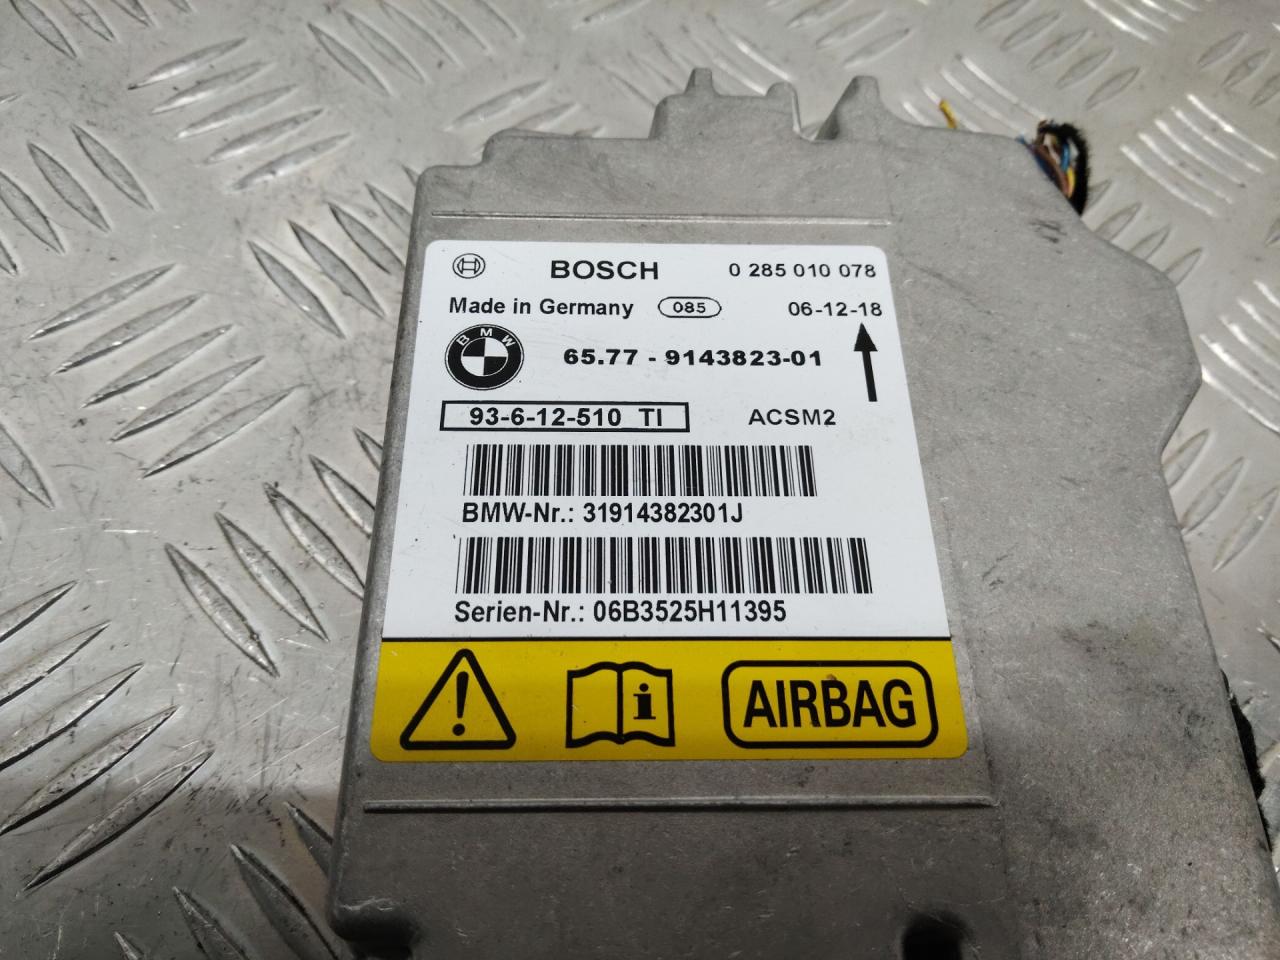 BOSCH 0 285 010 078
Made in Germany 085 06-12-18
BMW 65.77 - 9143823-01
93-6-12-510 TI ACSM2
BMW-Nr.: 31914382301J
Serien-Nr.: 06B3525H11395
! i AIRBAG